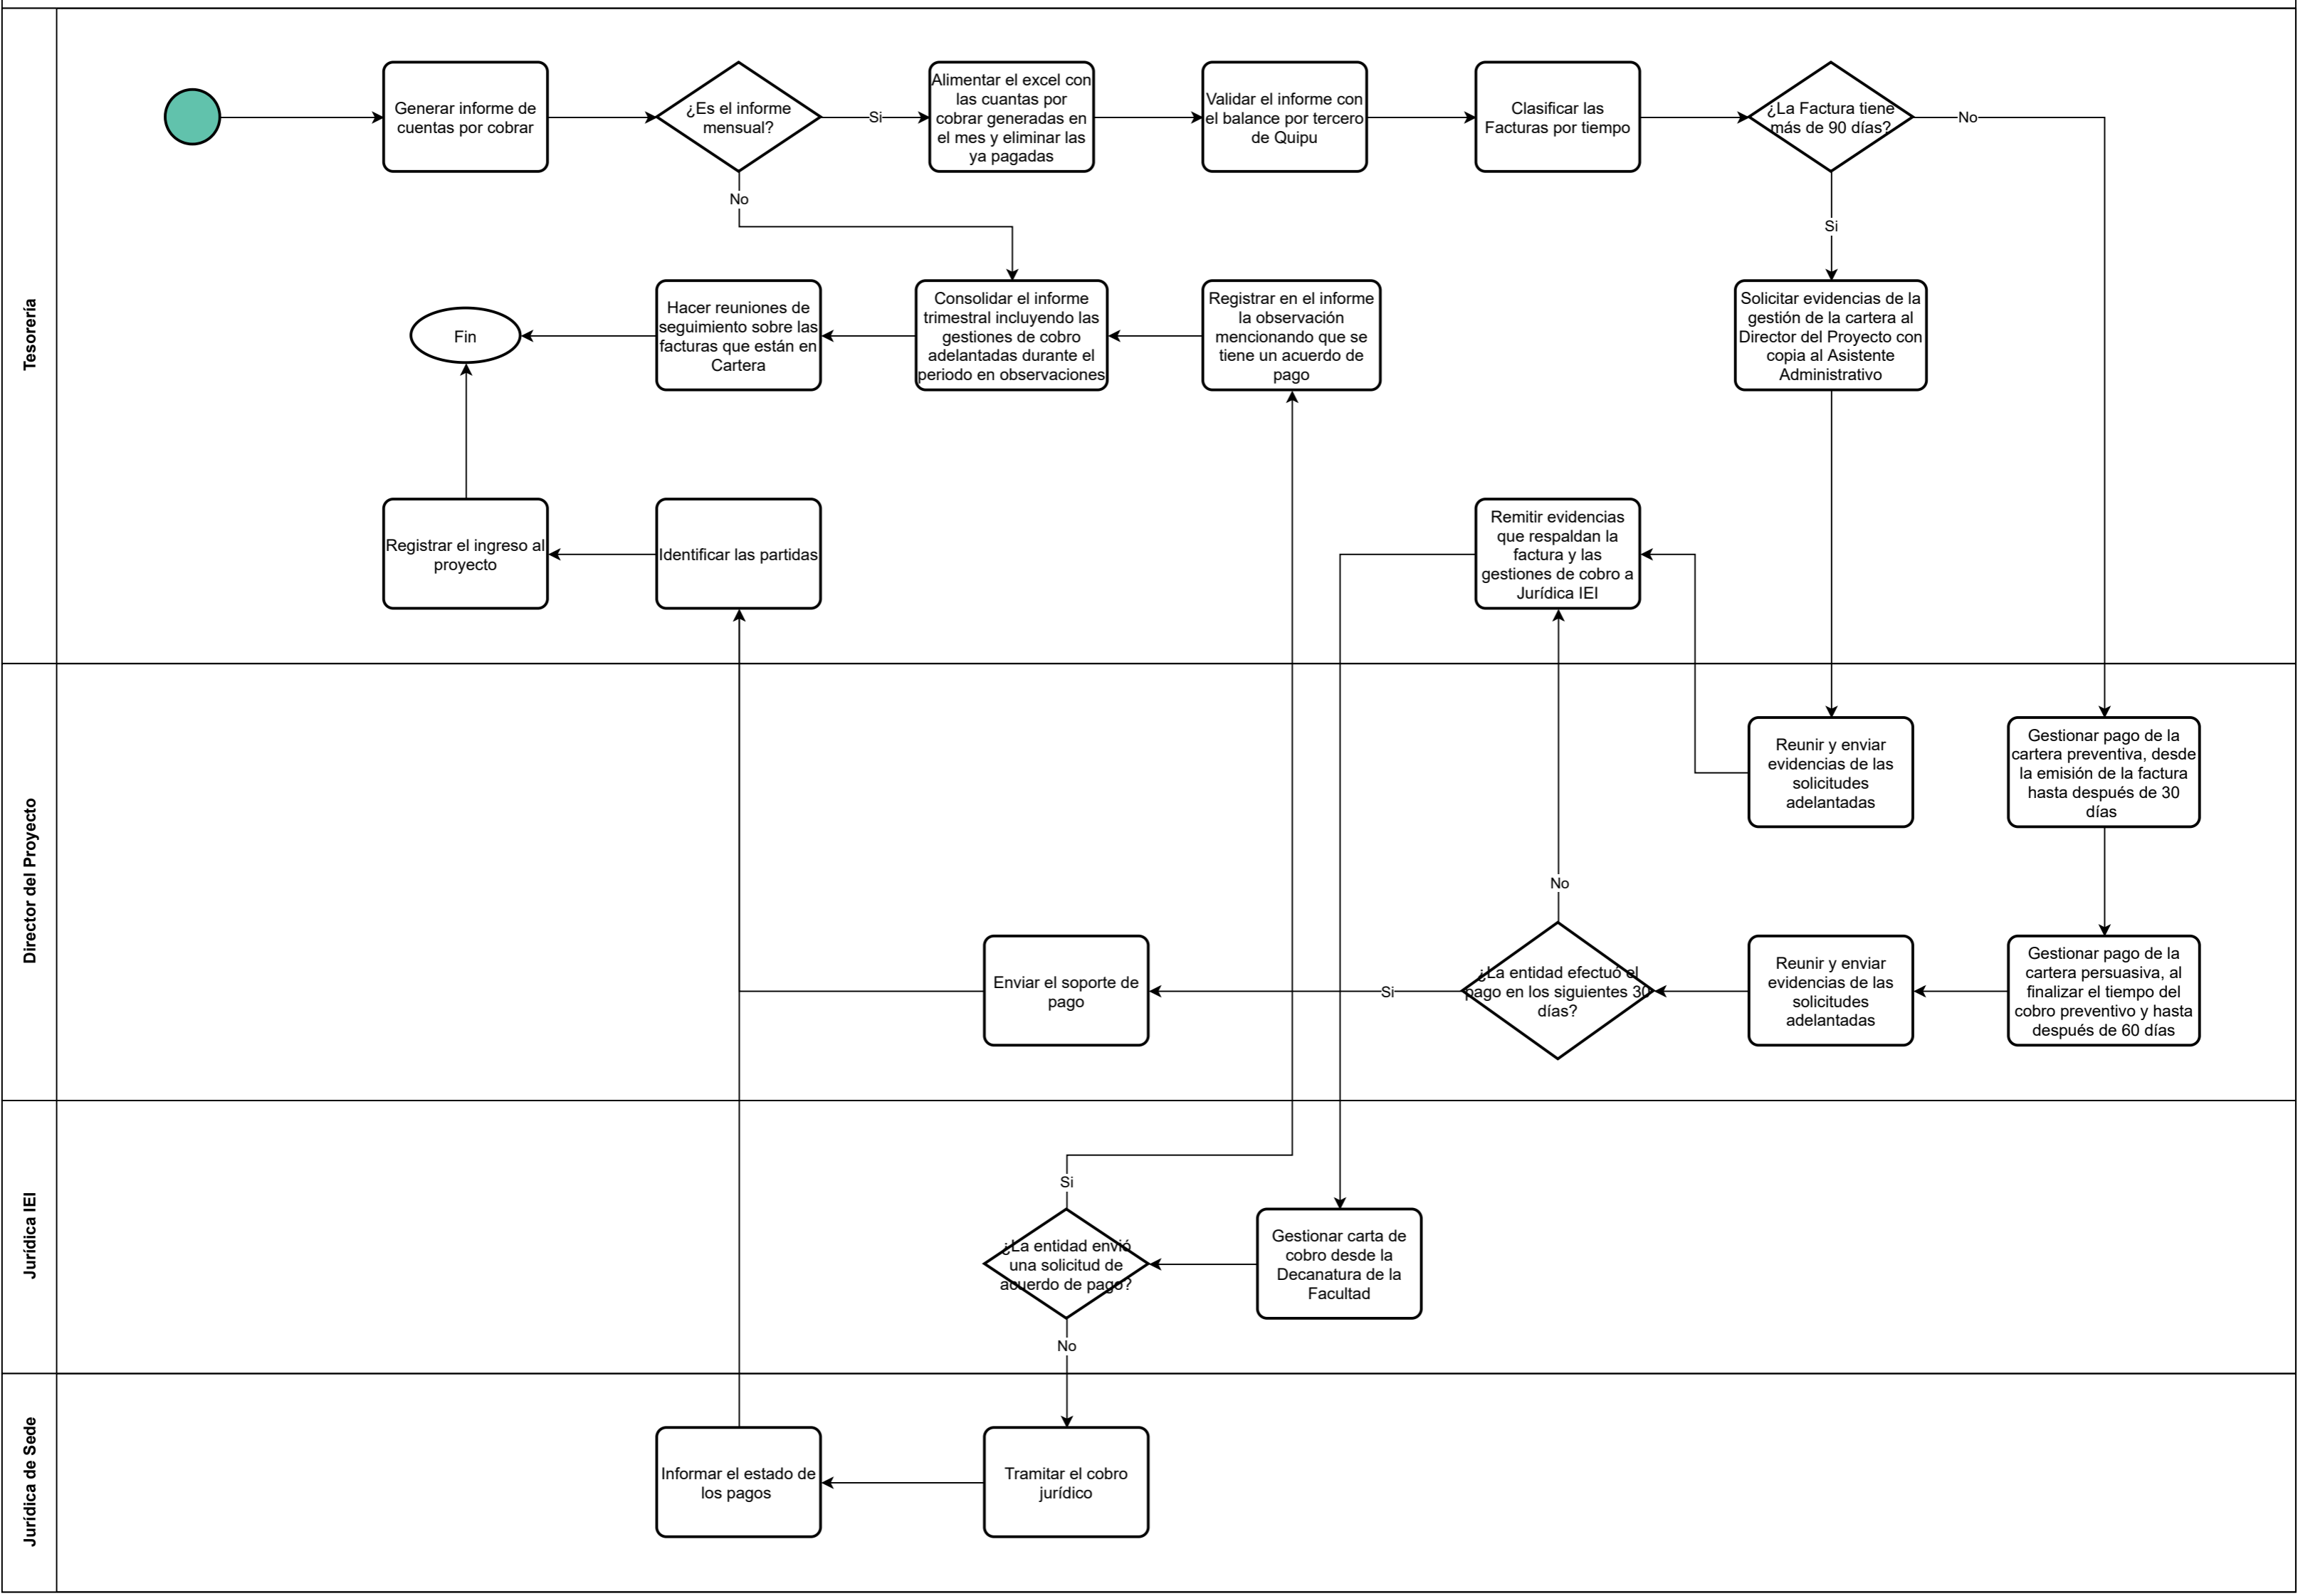 Tesorería
Generar informe de
cuentas por cobrar
¿Es el informe
mensual?
Si
Alimentar el excel con
las cuantas por
cobrar generadas en
el mes y eliminar las
ya pagadas
Validar el informe con
el balance por tercero
de Quipu
Clasificar las
Facturas por tiempo
¿La Factura tiene
más de 90 días?
No
No
Si
Fin
Hacer reuniones de
seguimiento sobre las
facturas que están en
Cartera
Consolidar el informe
trimestral incluyendo las
gestiones de cobro
adelantadas durante el
periodo en observaciones
Registrar en el informe
la observación
mencionando que se
tiene un acuerdo de
pago
Solicitar evidencias de la
gestión de la cartera al
Director del Proyecto con
copia al Asistente
Administrativo
Registrar el ingreso al
proyecto
Identificar las partidas
Remitir evidencias
que respaldan la
factura y las
gestiones de cobro a
Jurídica IEI
Director del Proyecto
Reunir y enviar
evidencias de las
solicitudes
adelantadas
Gestionar pago de la
cartera preventiva, desde
la emisión de la factura
hasta después de 30
días
No
Enviar el soporte de
pago
Si
¿La entidad efectuó el
pago en los siguientes 30
días?
Reunir y enviar
evidencias de las
solicitudes
adelantadas
Gestionar pago de la
cartera persuasiva, al
finalizar el tiempo del
cobro preventivo y hasta
después de 60 días
Jurídica IEI
Si
¿La entidad envió
una solicitud de
acuerdo de pago?
Gestionar carta de
cobro desde la
Decanatura de la
Facultad
No
Jurídica de Sede
Informar el estado de
los pagos
Tramitar el cobro
jurídico